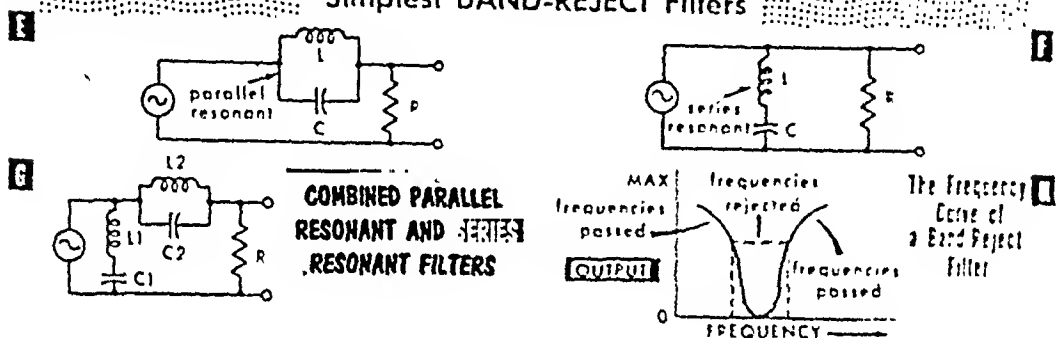 Simplest BAND-REJECT Filters
E
L
parallel
resonant
C
R
F
L
series
resonant
C
R
G
L2
C2
L1
C1
R
COMBINED PARALLEL
RESONANT AND SERIES
RESONANT FILTERS
MAX
frequencies
rejected
frequencies
passed
OUTPUT
frequencies
passed
0
FREQUENCY
The Frequency
Curve of
a Band Reject
Filter